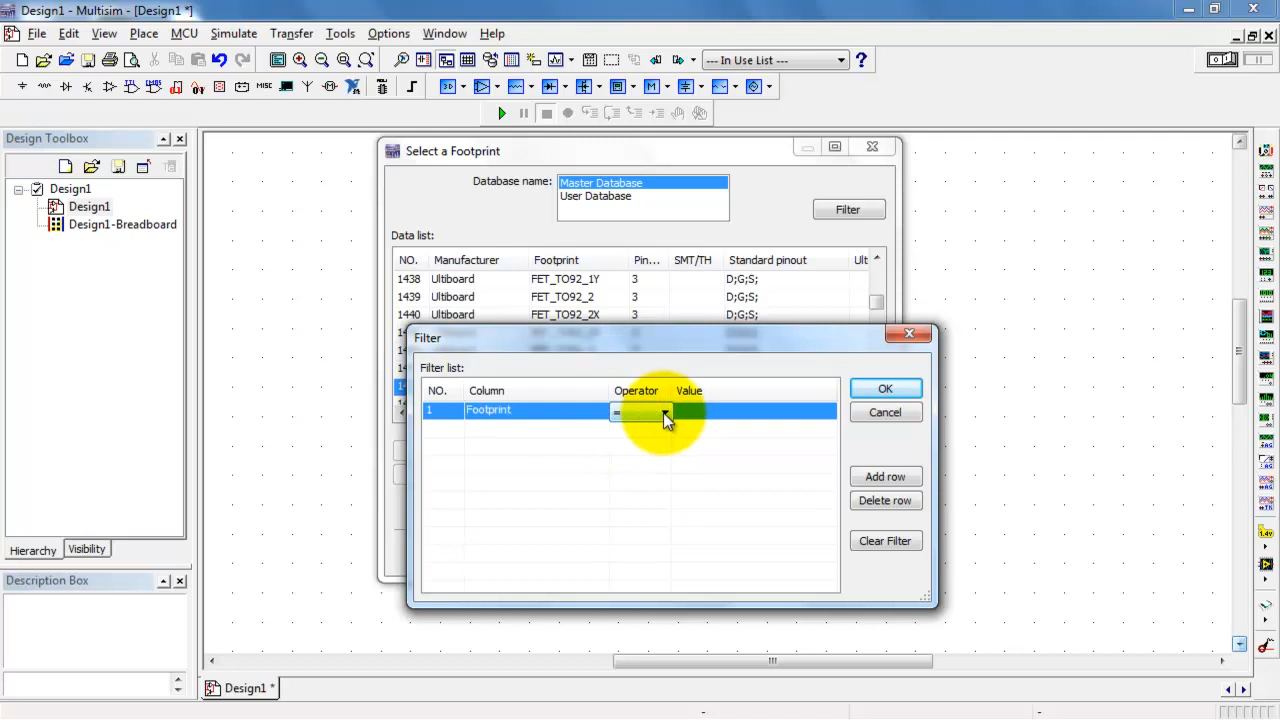 Design1 - Multisim - [Design1 *]
File Edit View Place MCU Simulate Transfer Tools Options Window Help
--- In Use List ---
MISC
Design Toolbox
Design1
Design1
Design1-Breadboard
Hierarchy Visibility
Description Box
Select a Footprint
Database name: Master Database
User Database
Filter
Data list:
NO. Manufacturer Footprint Pin... SMT/TH Standard pinout Ult
1438 Ultiboard FET_TO92_1Y 3 D;G;S;
1439 Ultiboard FET_TO92_2 3 D;G;S;
1440 Ultiboard FET_TO92_2X 3 D;G;S;
Filter
Filter list:
NO. Column Operator Value
1 Footprint =
OK
Cancel
Add row
Delete row
Clear Filter
Design1 *
- -